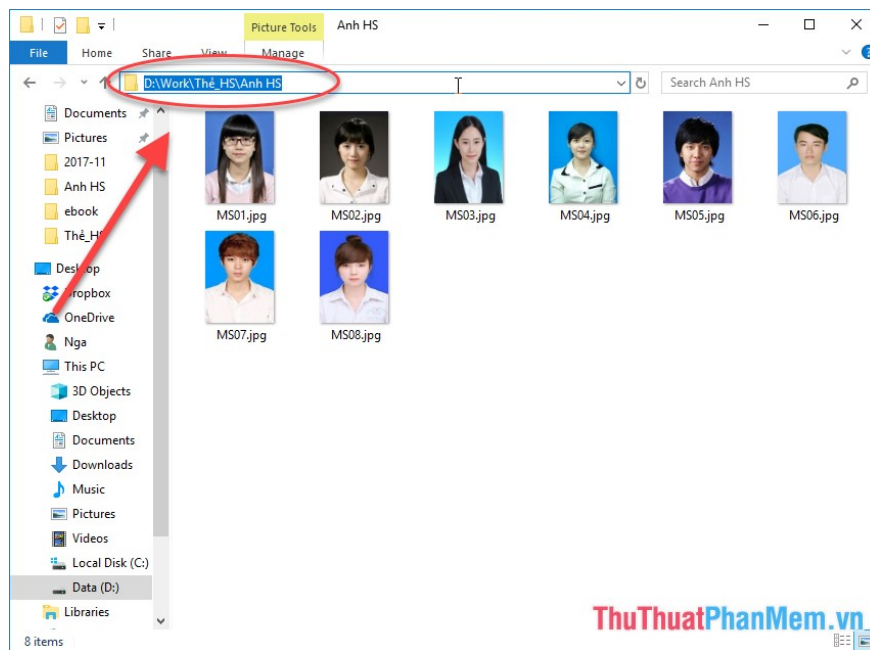 Picture Tools
Anh HS
File
Home
Share
View
Manage
D:\Work\Thẻ_HS\Anh HS
Search Anh HS
Documents
Pictures
2017-11
Anh HS
ebook
Thẻ_HS
Desktop
Dropbox
OneDrive
Nga
This PC
3D Objects
Desktop
Documents
Downloads
Music
Pictures
Videos
Local Disk (C:)
Data (D:)
Libraries
MS01.jpg
MS02.jpg
MS03.jpg
MS04.jpg
MS05.jpg
MS06.jpg
MS07.jpg
MS08.jpg
ThuThuatPhanMem.vn
8 items